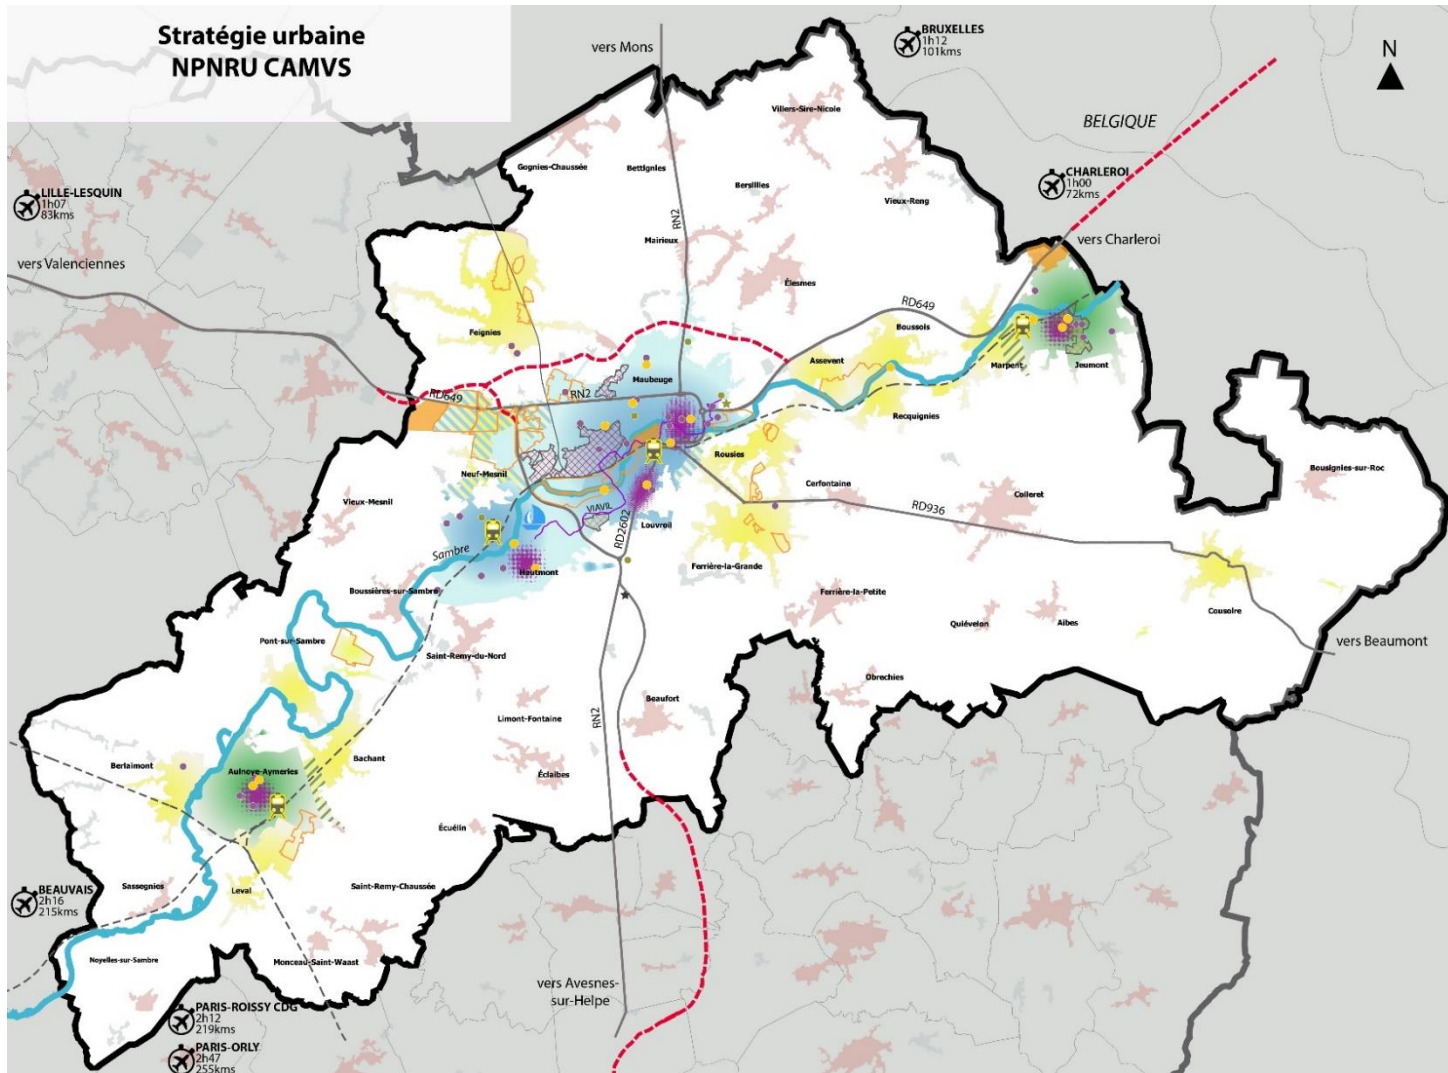 Stratégie urbaine
NPNRU CAMVS
vers Mons
BRUXELLES
1h12
101kms
N
BELGIQUE
Villers-Sire-Nicole
Gognies-Chaussée
Bettignies
Bersillies
CHARLEROI
1h00
72kms
LILLE-LESQUIN
1h07
83kms
Vieux-Reng
RN2
Mairieux
vers Charleroi
vers Valenciennes
Élesmes
RD649
Feignies
Boussois
Assevent
Marpent
Jeumont
Maubeuge
RD649
RN2
Recquignies
Rousies
Neuf-Mesnil
Cerfontaine
Bousignies-sur-Roc
Colleret
Vieux-Mesnil
VIAVIL
RD936
Louvroil
RD2602
Sambre
Ferrière-la-Grande
Hautmont
Boussières-sur-Sambre
Ferrière-la-Petite
Cousolre
Quiévelon
Aibes
Pont-sur-Sambre
vers Beaumont
Saint-Remy-du-Nord
Obrechies
Beaufort
Limont-Fontaine
RN2
Bachant
Berlaimont
Aulnoye-Aymeries
Éclaibes
Écuélin
BEAUVAIS
2h16
215kms
Sassegnies
Leval
Saint-Remy-Chaussée
Noyelles-sur-Sambre
Monceau-Saint-Waast
vers Avesnes-
sur-Helpe
PARIS-ROISSY CDG
2h12
219kms
PARIS-ORLY
2h47
255kms